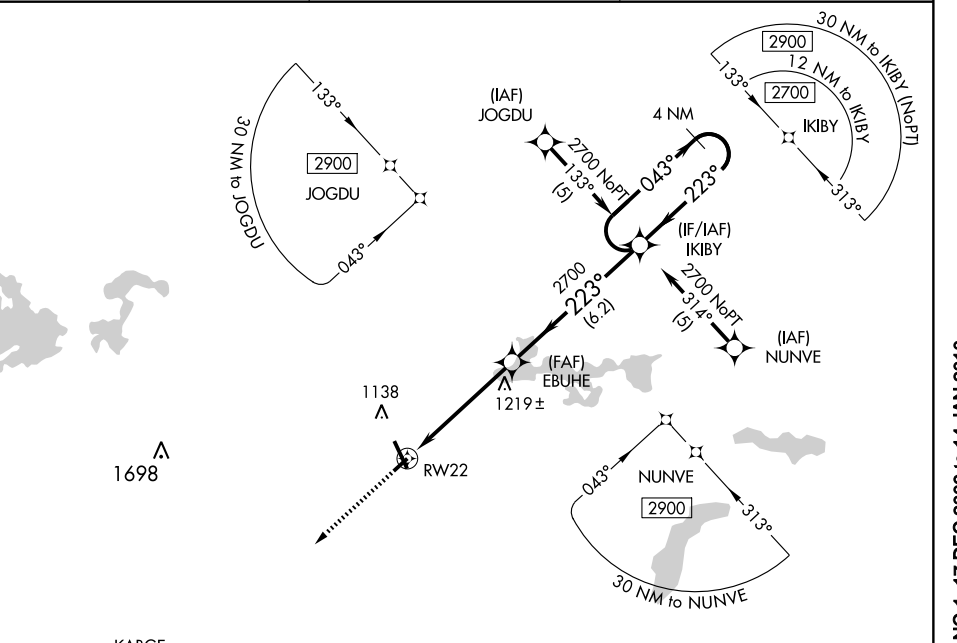 30 NM to IKIBY (NoPT)
2900
12 NM to IKIBY
2700
133°
IKIBY
313°
133°
30 NM to JOGDU
2900
JOGDU
043°
(IAF)
JOGDU
4 NM
2700 NoPT
133°
(5)
043°
223°
(IF/IAF)
IKIBY
2700
223°
(6.2)
2700 NoPT
314°
(5)
(IAF)
NUNVE
(FAF)
EBUHE
1219±
1138
1698
RW22
043°
NUNVE
2900
313°
30 NM to NUNVE